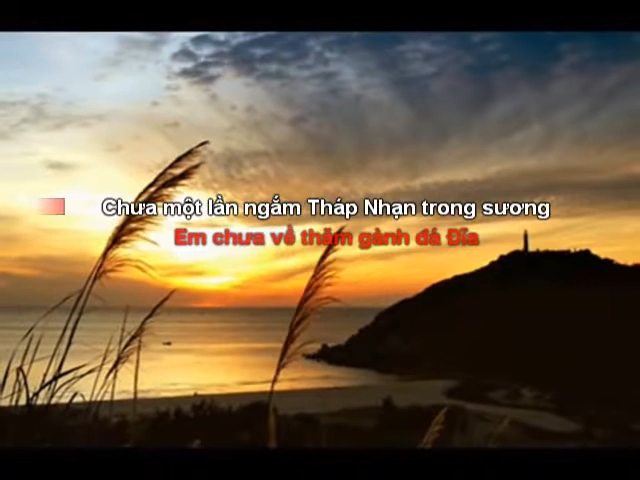 Chưa một lần ngắm Tháp Nhạn trong sương
Em chưa về thăm gành đá Đĩa